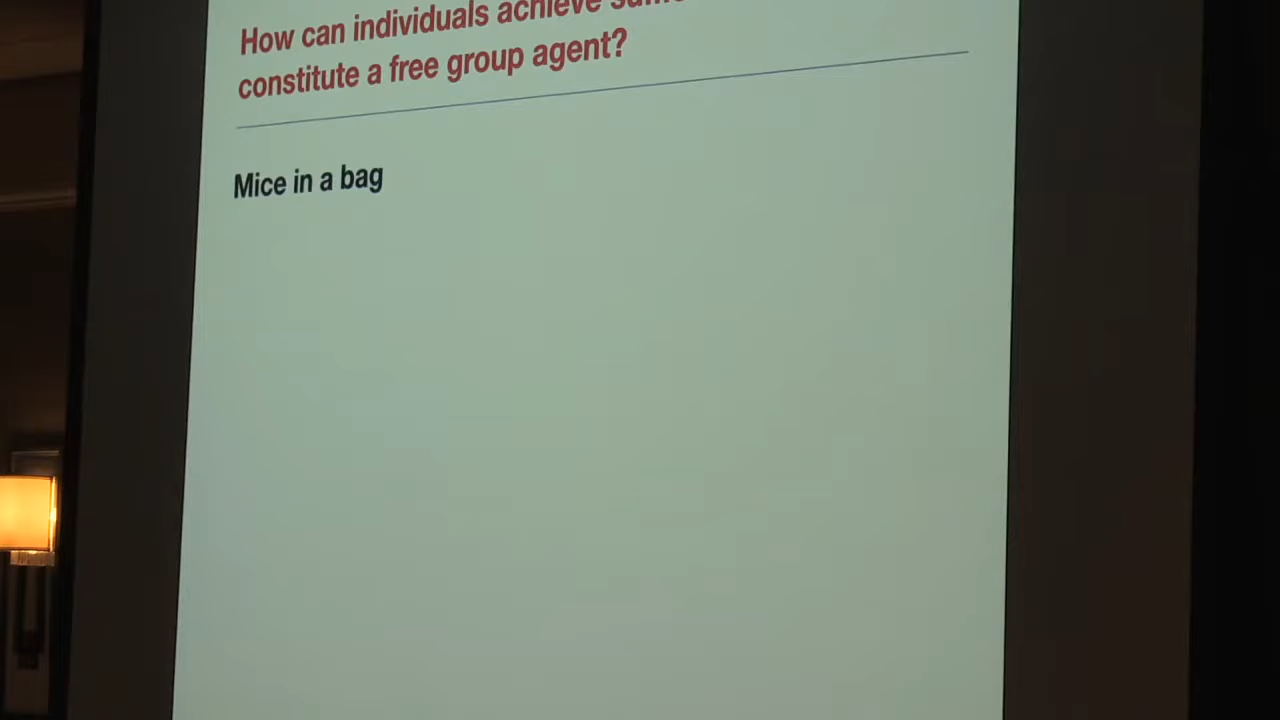 How can individuals achieve
constitute a free group agent?
Mice in a bag